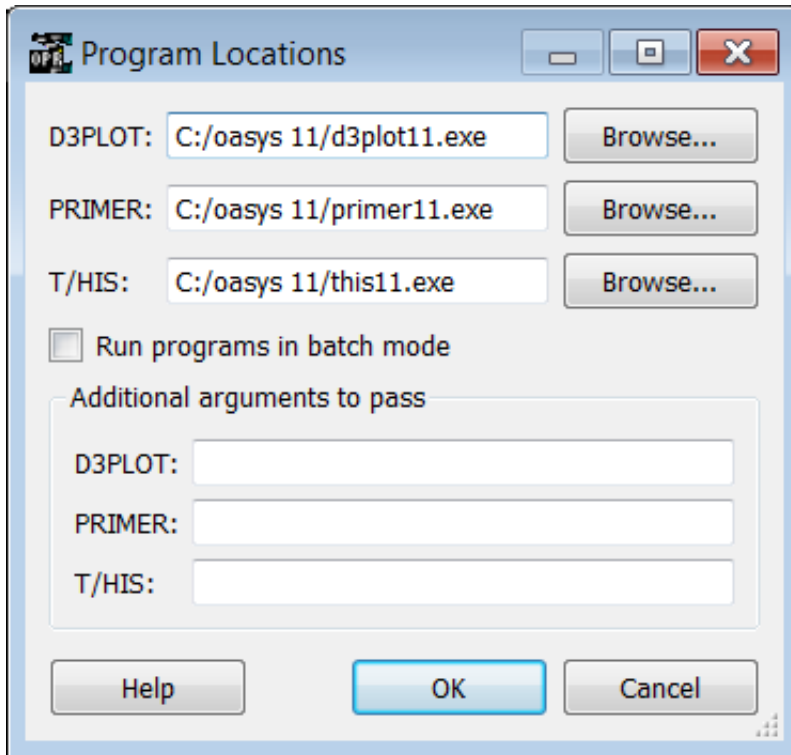 Program Locations
D3PLOT: C:/oasys 11/d3plot11.exe Browse...
PRIMER: C:/oasys 11/primer11.exe Browse...
T/HIS: C:/oasys 11/this11.exe Browse...
Run programs in batch mode
Additional arguments to pass
D3PLOT:
PRIMER:
T/HIS:
Help OK Cancel